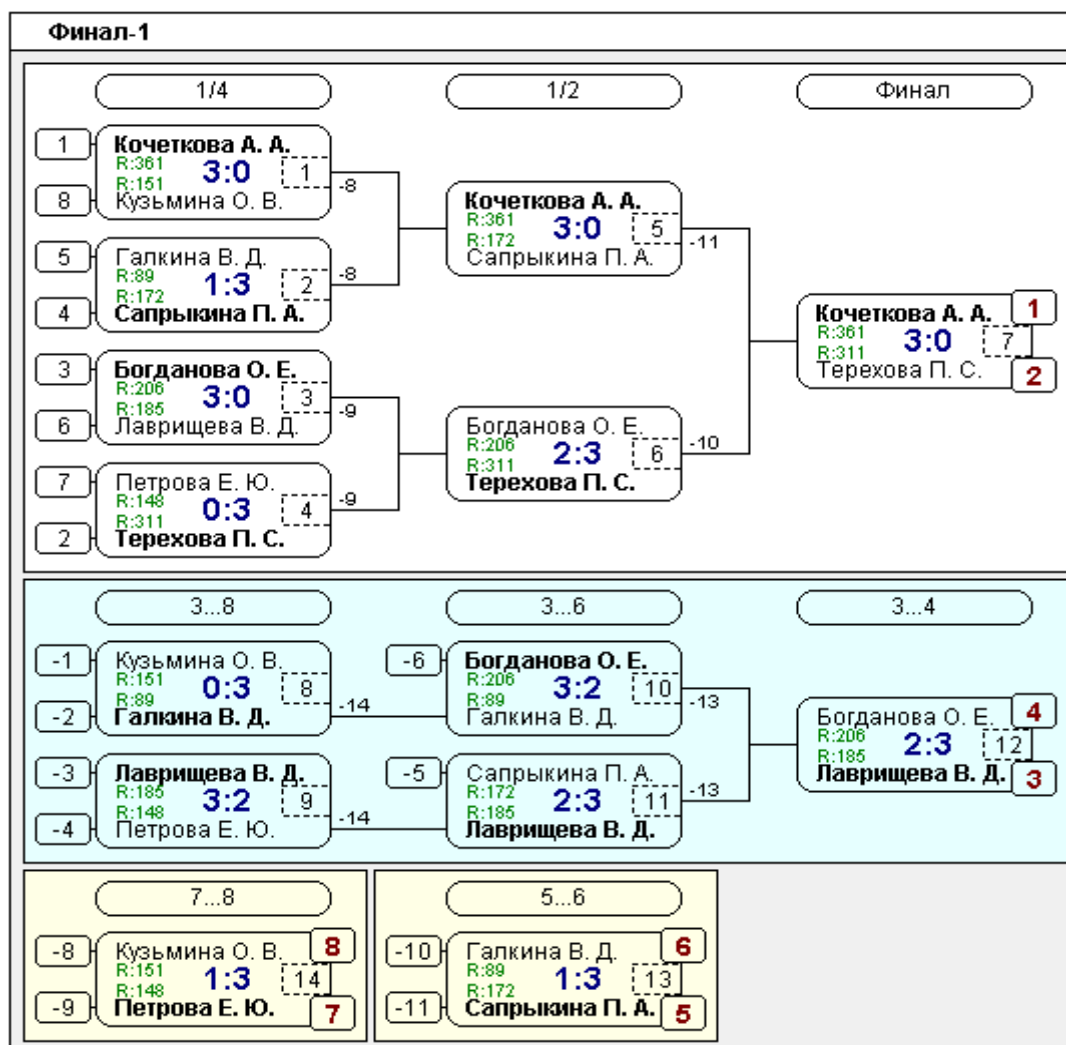 Финал-1
1/4
1/2
Финал
1
Кочеткова А. А.
R:361
R:151
3:0
1
8
Кузьмина О. В.
-8
5
Галкина В. Д.
R:89
R:172
1:3
2
4
Сапрыкина П. А.
-8
3
Богданова О. Е.
R:206
R:185
3:0
3
6
Лаврищева В. Д.
-9
7
Петрова Е. Ю.
R:148
R:311
0:3
4
2
Терехова П. С.
-9
Кочеткова А. А.
R:361
R:172
3:0
5
Сапрыкина П. А.
-11
Богданова О. Е.
R:206
R:311
2:3
6
Терехова П. С.
-10
Кочеткова А. А.
1
R:361
R:311
3:0
7
Терехова П. С.
2
3...8
3...6
3...4
-1
Кузьмина О. В.
R:151
R:89
0:3
8
-2
Галкина В. Д.
-14
-3
Лаврищева В. Д.
R:185
R:148
3:2
9
-4
Петрова Е. Ю.
-14
-6
Богданова О. Е.
R:206
R:89
3:2
10
Галкина В. Д.
-13
-5
Сапрыкина П. А.
R:172
R:185
2:3
11
Лаврищева В. Д.
-13
Богданова О. Е.
4
R:206
R:185
2:3
12
Лаврищева В. Д.
3
7...8
-8
Кузьмина О. В.
8
R:151
R:148
1:3
14
-9
Петрова Е. Ю.
7
5...6
-10
Галкина В. Д.
6
R:89
R:172
1:3
13
-11
Сапрыкина П. А.
5